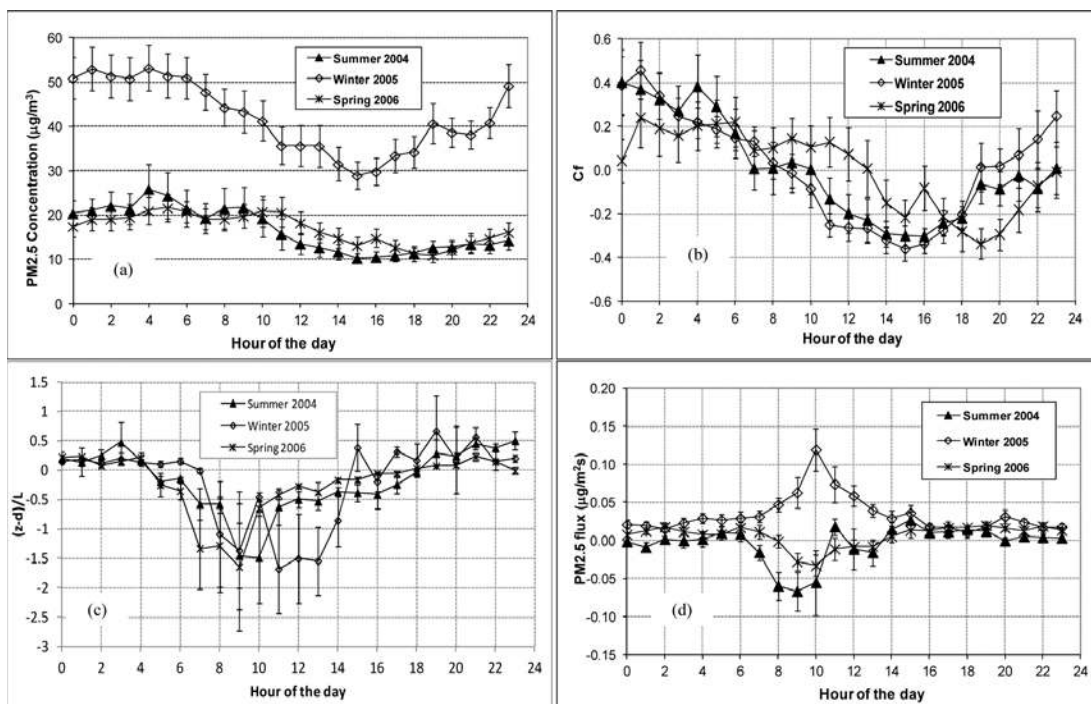 60
50
40
30
20
10
0
PM2.5 Concentration (µg/m³)
Summer 2004
Winter 2005
Spring 2006
(a)
0 2 4 6 8 10 12 14 16 18 20 22 24
Hour of the day
0.6
0.4
0.2
0.0
-0.2
-0.4
-0.6
Cf
Summer 2004
Winter 2005
Spring 2006
(b)
0 2 4 6 8 10 12 14 16 18 20 22 24
Hour of the day
1.5
1
0.5
0
-0.5
-1
-1.5
-2
-2.5
-3
(z-d)/L
Summer 2004
Winter 2005
Spring 2006
(c)
0 2 4 6 8 10 12 14 16 18 20 22 24
Hour of the day
0.20
0.15
0.10
0.05
0.00
-0.05
-0.10
-0.15
PM2.5 flux (µg/m²s)
Summer 2004
Winter 2005
Spring 2006
(d)
0 2 4 6 8 10 12 14 16 18 20 22 24
Hour of the day